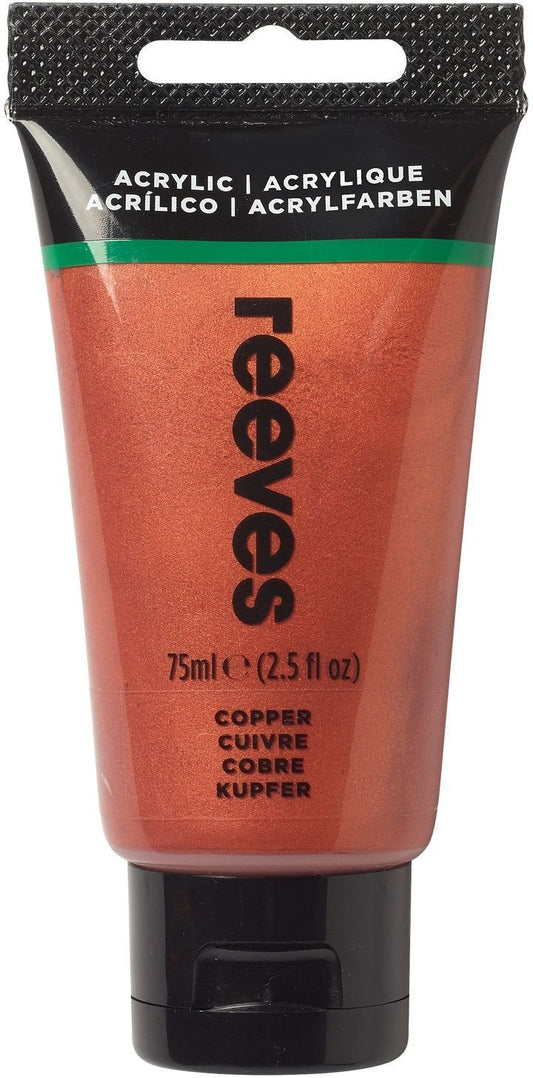 ACRYLIC | ACRYLIQUE
ACRÍLICO | ACRYLFARBEN
reeves
75ml ℮ (2.5 fl oz)
COPPER
CUIVRE
COBRE
KUPFER